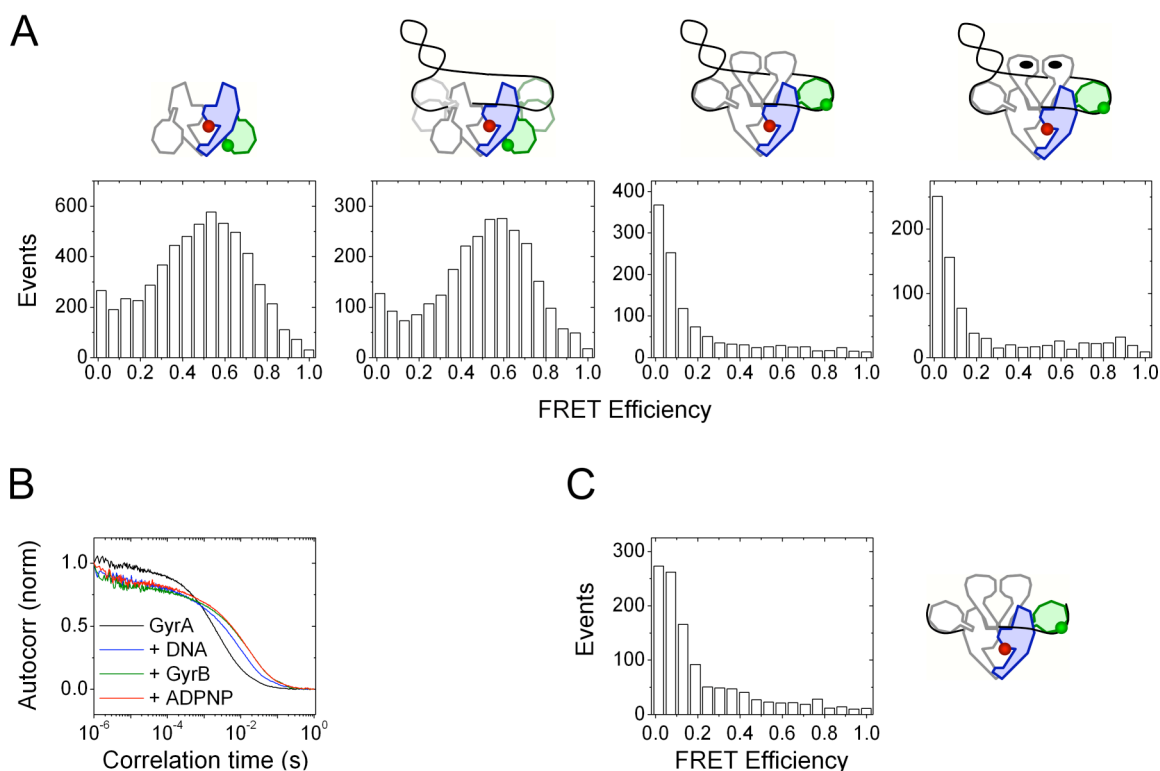 A
Events
600
400
200
0
0.0 0.2 0.4 0.6 0.8 1.0
300
200
100
0
0.0 0.2 0.4 0.6 0.8 1.0
400
300
200
100
0
0.0 0.2 0.4 0.6 0.8 1.0
200
100
0
0.0 0.2 0.4 0.6 0.8 1.0
FRET Efficiency
B
Autocorr (norm)
1.0
0.5
0.0
GyrA
+ DNA
+ GyrB
+ ADPNP
10-6 10-4 10-2 100
Correlation time (s)
C
Events
300
200
100
0
0.0 0.2 0.4 0.6 0.8 1.0
FRET Efficiency